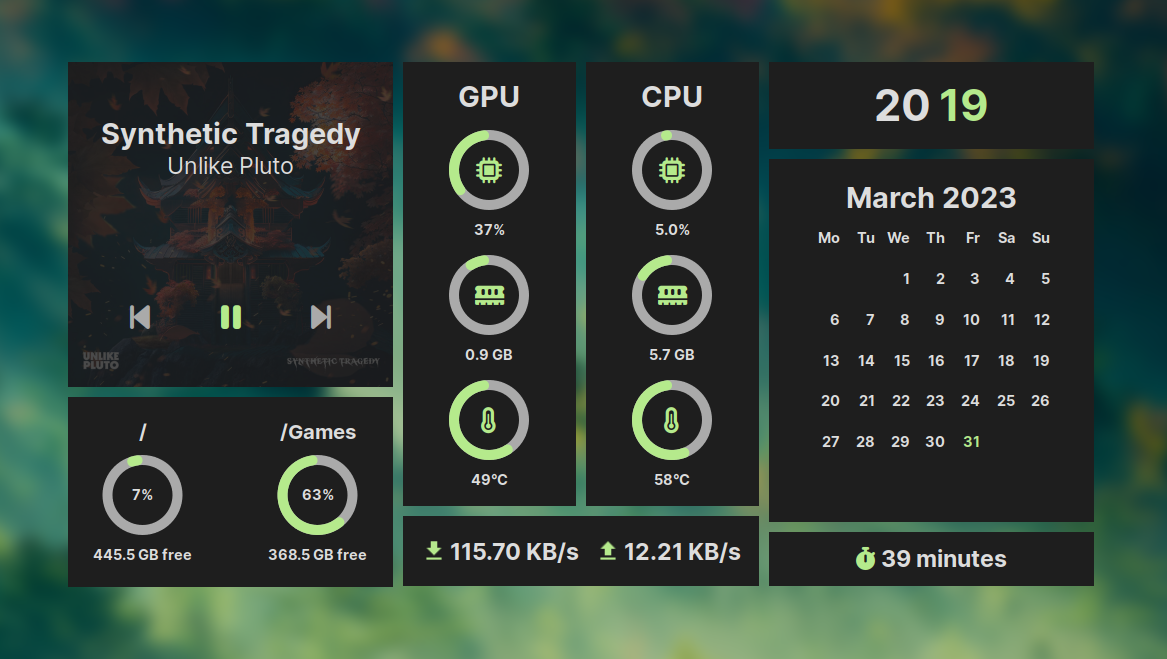 Synthetic Tragedy
Unlike Pluto
UNLIKE
PLUTO
SYNTHETIC TRAGEDY
/
7%
445.5 GB free
/Games
63%
368.5 GB free
GPU
37%
0.9 GB
49°C
CPU
5.0%
5.7 GB
58°C
115.70 KB/s
12.21 KB/s
20 19
March 2023
Mo Tu We Th Fr Sa Su
1 2 3 4 5
6 7 8 9 10 11 12
13 14 15 16 17 18 19
20 21 22 23 24 25 26
27 28 29 30 31
39 minutes